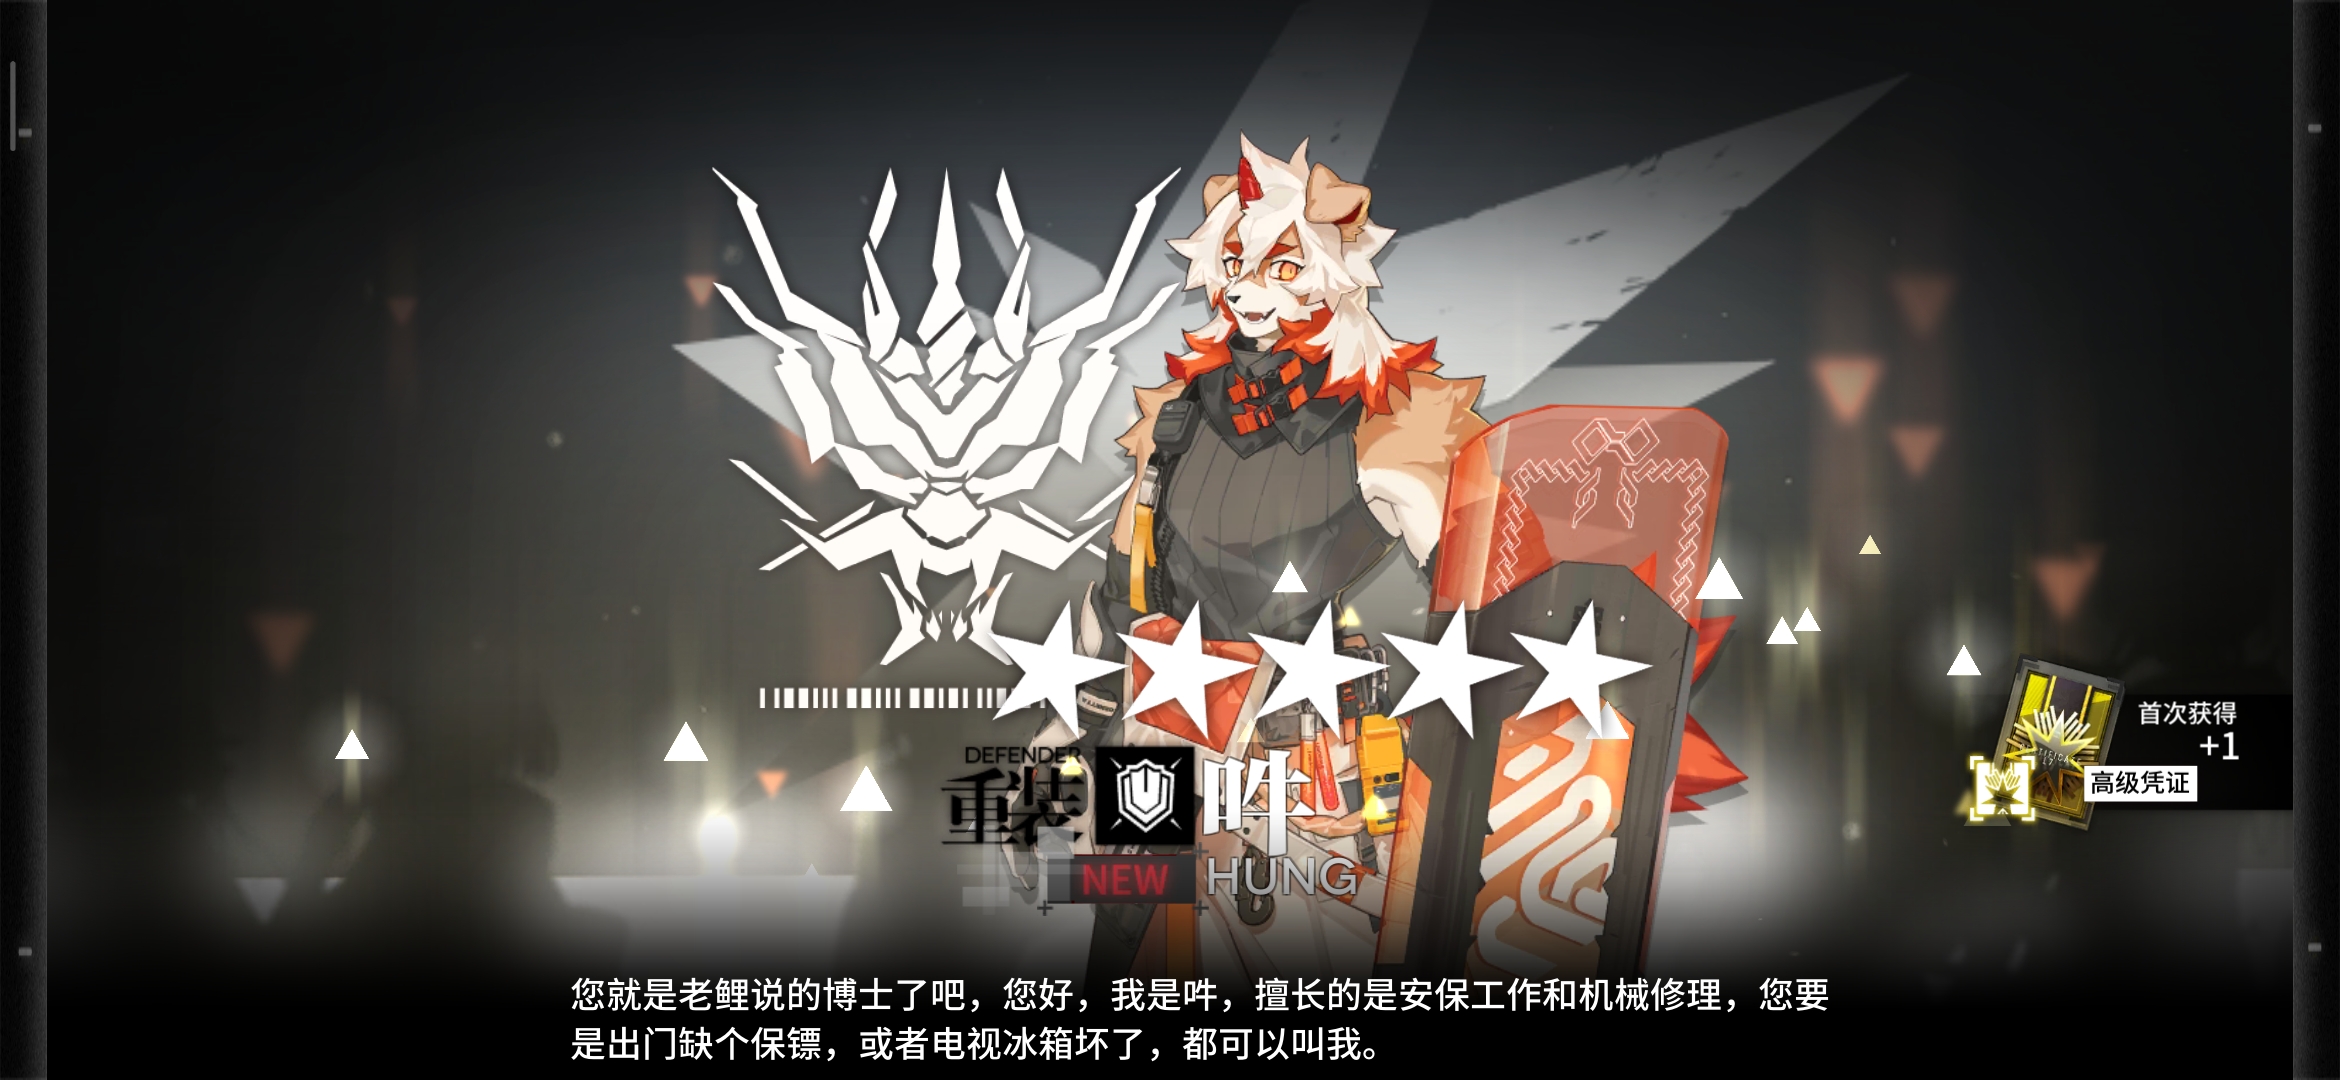 DEFENDER
重装
吽
NEW
HUNG
首次获得
+1
高级凭证
您就是老鲤说的博士了吧，您好，我是吽，擅长的是安保工作和机械修理，您要
是出门缺个保镖，或者电视冰箱坏了，都可以叫我。